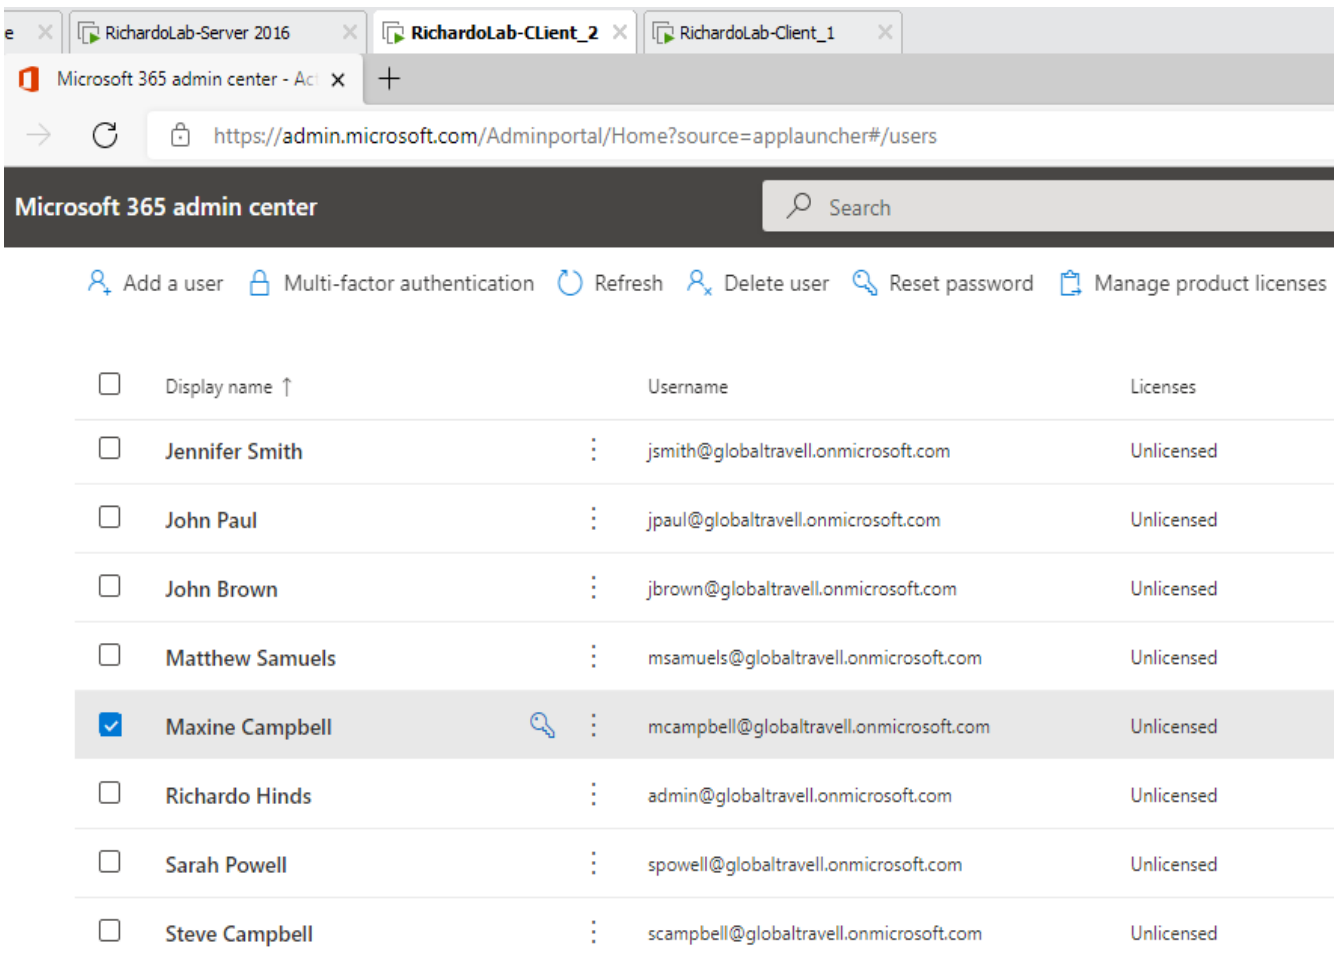 e RichardoLab-Server 2016 RichardoLab-CLient_2 RichardoLab-Client_1
Microsoft 365 admin center - Act
https://admin.microsoft.com/Adminportal/Home?source=applauncher#/users
Microsoft 365 admin center Search
Add a user Multi-factor authentication Refresh Delete user Reset password Manage product licenses
Display name ↑ Username Licenses
Jennifer Smith jsmith@globaltravell.onmicrosoft.com Unlicensed
John Paul jpaul@globaltravell.onmicrosoft.com Unlicensed
John Brown jbrown@globaltravell.onmicrosoft.com Unlicensed
Matthew Samuels msamuels@globaltravell.onmicrosoft.com Unlicensed
Maxine Campbell mcampbell@globaltravell.onmicrosoft.com Unlicensed
Richardo Hinds admin@globaltravell.onmicrosoft.com Unlicensed
Sarah Powell spowell@globaltravell.onmicrosoft.com Unlicensed
Steve Campbell scampbell@globaltravell.onmicrosoft.com Unlicensed